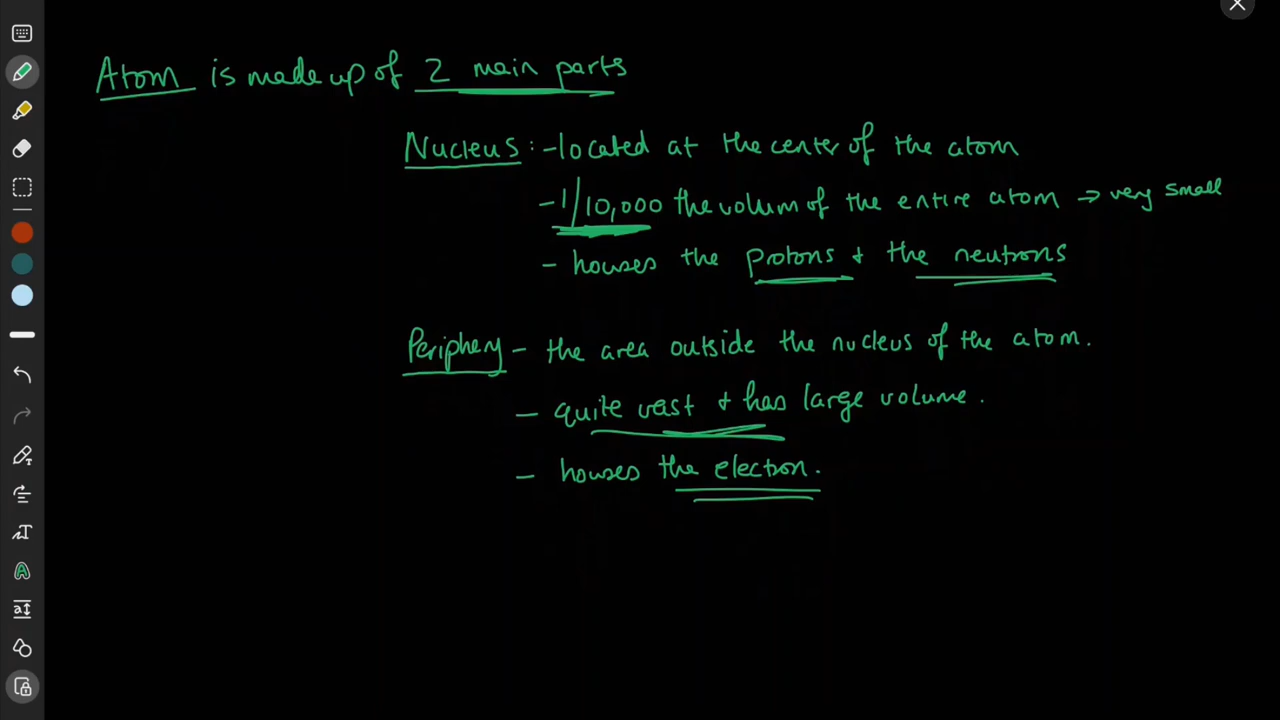 Atom is made up of 2 main parts
Nucleus : - located at the center of the atom
- 1/10,000 the volum of the entire atom → very small
- houses the protons + the neutrons
Periphery - the area outside the nucleus of the atom.
- quite vast + has large volume.
- houses the electron.